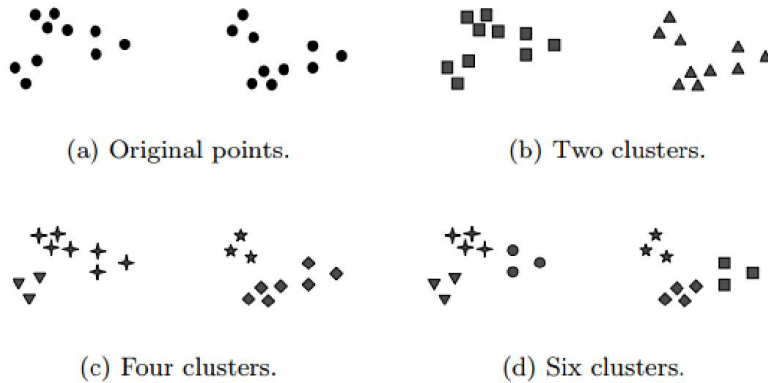 (a) Original points.
(b) Two clusters.
(c) Four clusters.
(d) Six clusters.